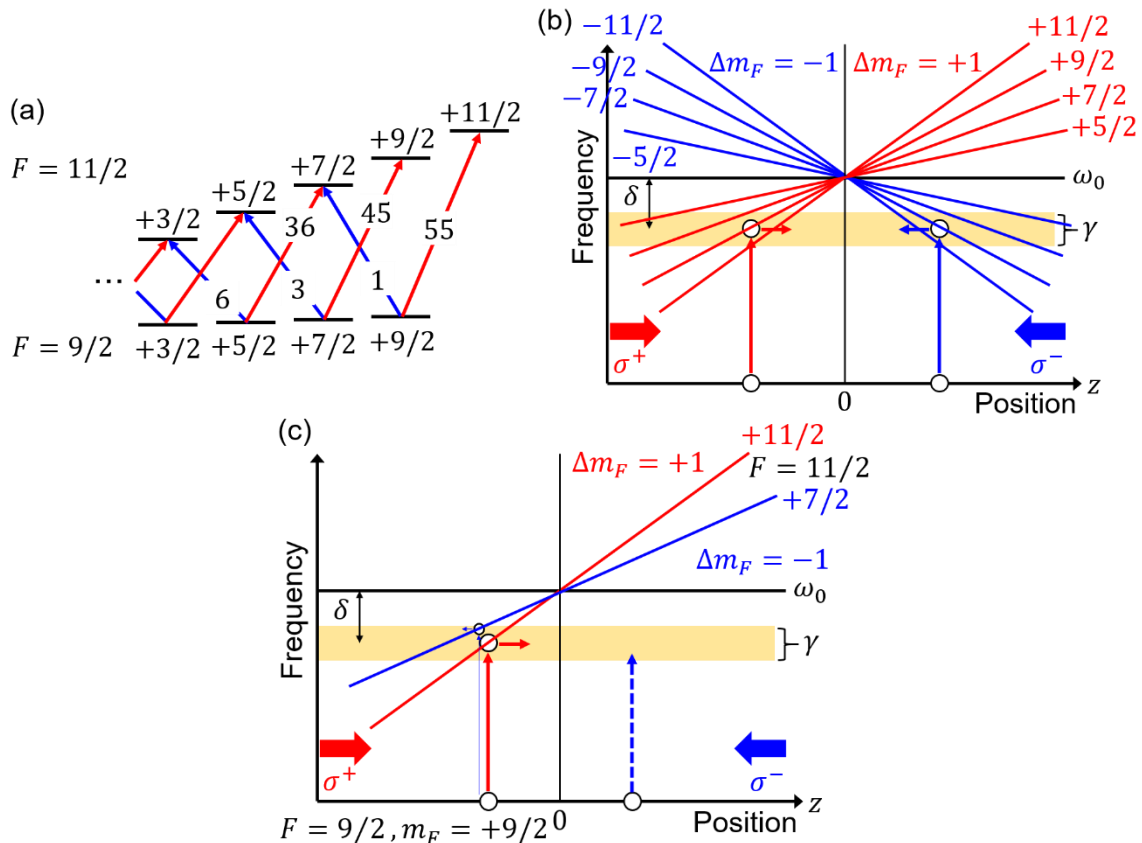 (a)
+11/2
+9/2
F = 11/2
+7/2
+5/2
+3/2
36
45
55
...
6
3
1
F = 9/2
+3/2
+5/2
+7/2
+9/2
(b)
−11/2
−9/2
−7/2
−5/2
Δm_F = −1
Δm_F = +1
+11/2
+9/2
+7/2
+5/2
ω₀
δ
γ
σ⁺
σ⁻
Frequency
0
Position
z
(c)
Δm_F = +1
+11/2
F = 11/2
+7/2
Δm_F = −1
ω₀
δ
γ
σ⁺
σ⁻
Frequency
F = 9/2 , m_F = +9/2
0
Position
z